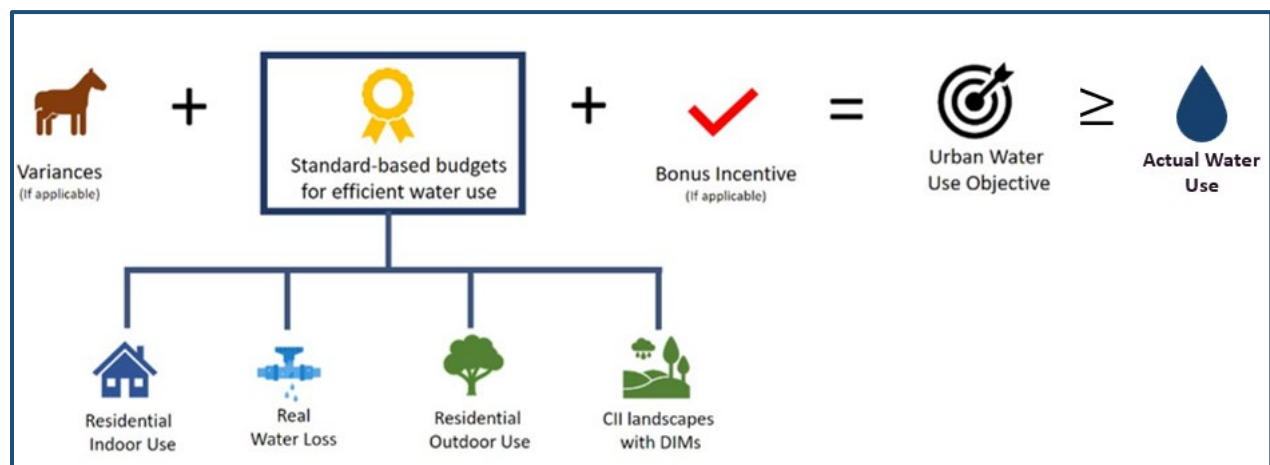 +
+
=
≥
Variances
(If applicable)
Standard-based budgets
for efficient water use
Bonus Incentive
(If applicable)
Urban Water
Use Objective
Actual Water
Use
Residential
Indoor Use
Real
Water Loss
Residential
Outdoor Use
CII landscapes
with DIMs